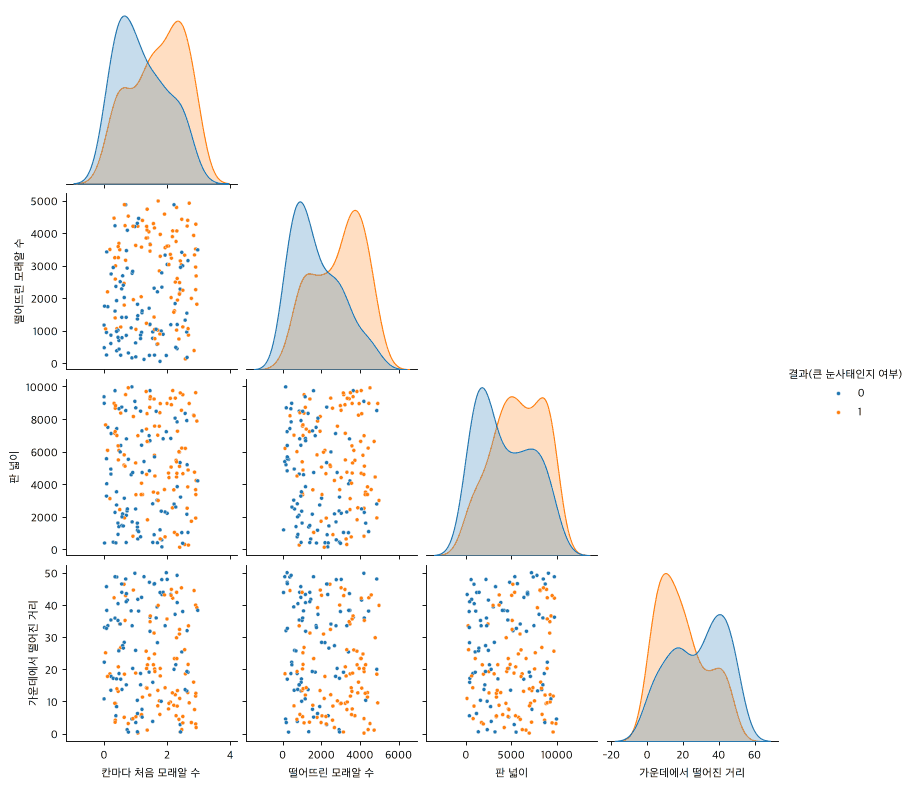 5000
4000
3000
2000
1000
0
떨어뜨린 모래알 수
10000
8000
6000
4000
2000
0
판 넓이
결과(큰 눈사태인지 여부)
0
1
50
40
30
20
10
0
가운데에서 떨어진 거리
0 2 4
칸마다 처음 모래알 수
0 2000 4000 6000
떨어뜨린 모래알 수
0 5000 10000
판 넓이
-20 0 20 40 60
가운데에서 떨어진 거리